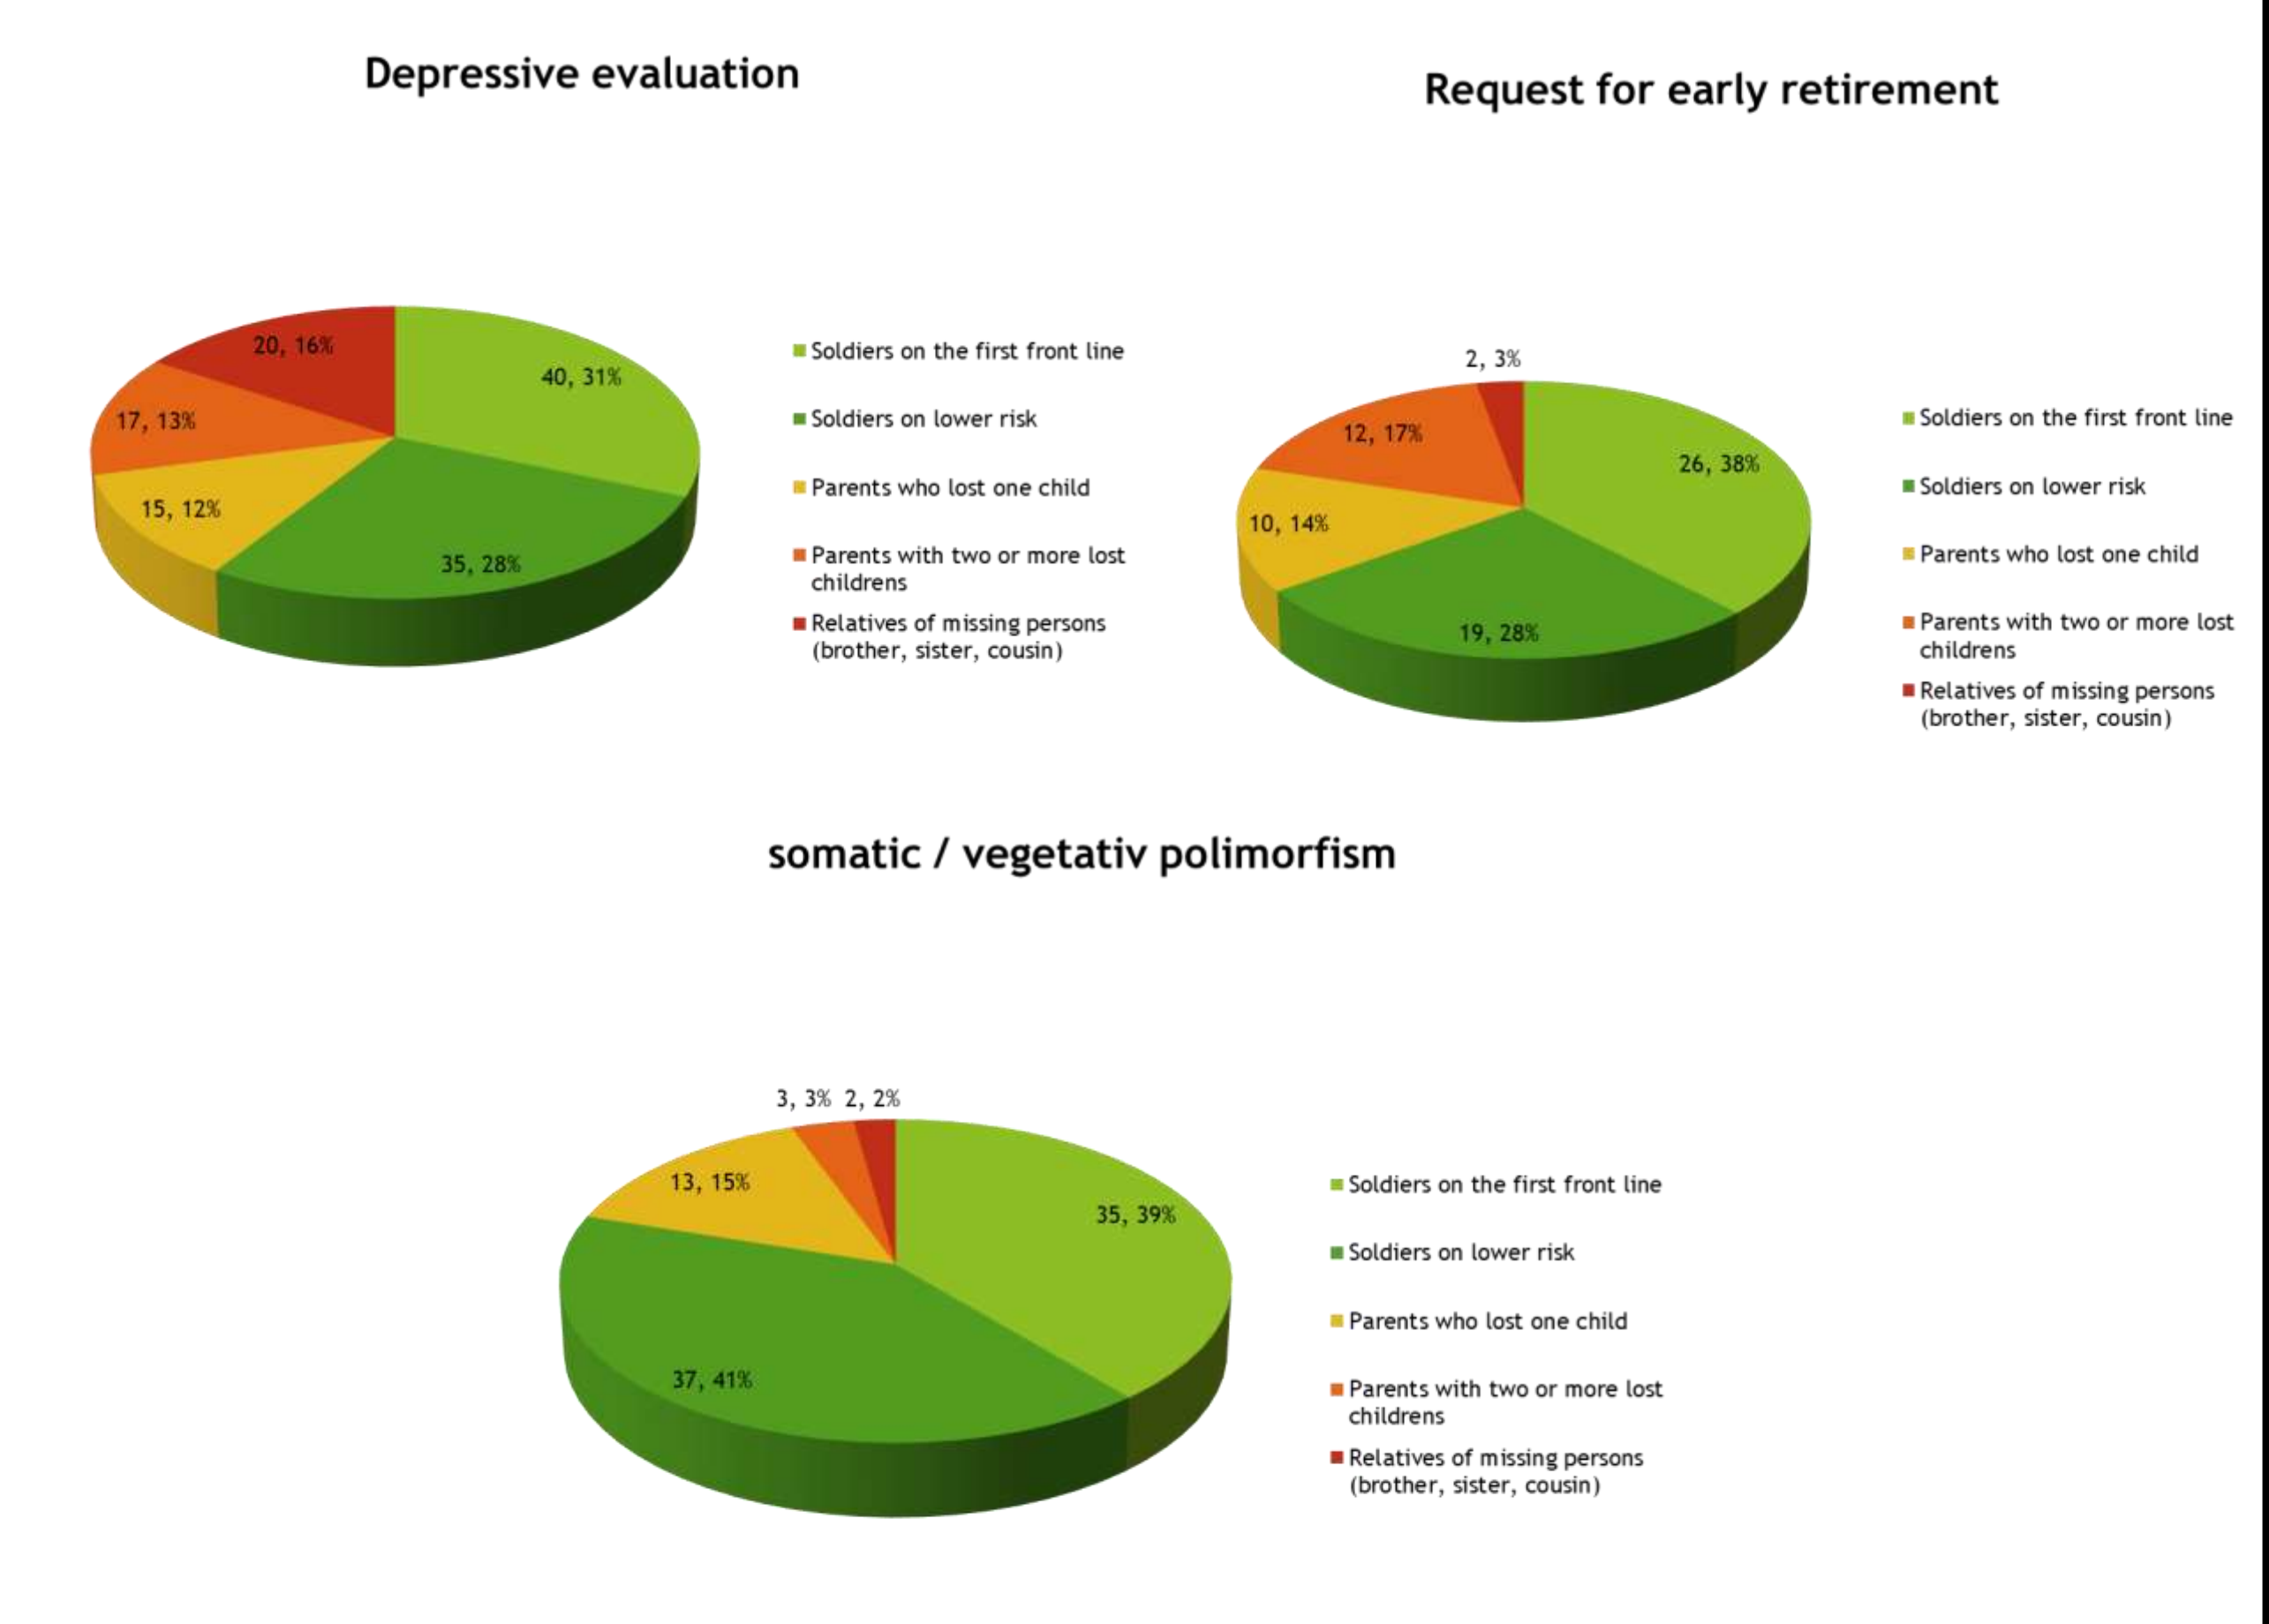 Depressive evaluation
20, 16%
40, 31%
17, 13%
15, 12%
35, 28%
Soldiers on the first front line
Soldiers on lower risk
Parents who lost one child
Parents with two or more lost
childrens
Relatives of missing persons
(brother, sister, cousin)
Request for early retirement
2, 3%
12, 17%
26, 38%
10, 14%
19, 28%
Soldiers on the first front line
Soldiers on lower risk
Parents who lost one child
Parents with two or more lost
childrens
Relatives of missing persons
(brother, sister, cousin)
somatic / vegetativ polimorfism
3, 3% 2, 2%
13, 15%
35, 39%
37, 41%
Soldiers on the first front line
Soldiers on lower risk
Parents who lost one child
Parents with two or more lost
childrens
Relatives of missing persons
(brother, sister, cousin)